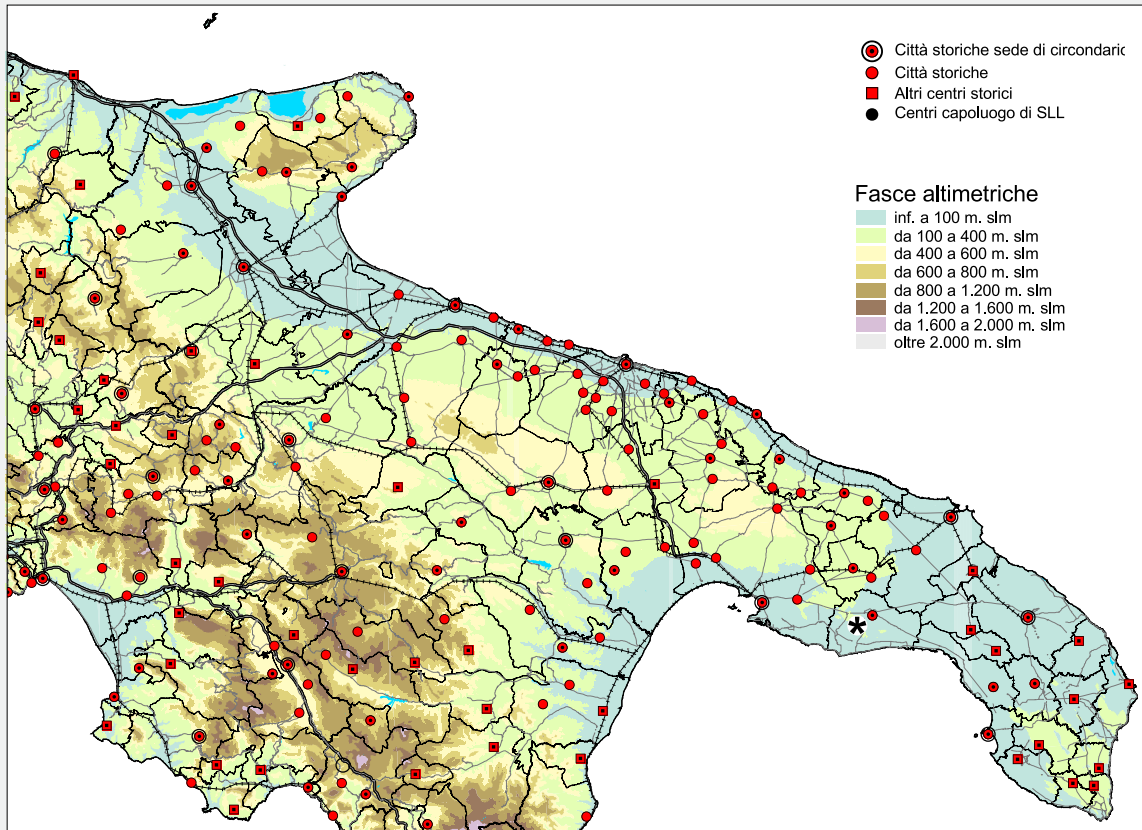 Città storiche sede di circondaric
Città storiche
Altri centri storici
Centri capoluogo di SLL
Fasce altimetriche
inf. a 100 m. slm
da 100 a 400 m. slm
da 400 a 600 m. slm
da 600 a 800 m. slm
da 800 a 1.200 m. slm
da 1.200 a 1.600 m. slm
da 1.600 a 2.000 m. slm
oltre 2.000 m. slm
*